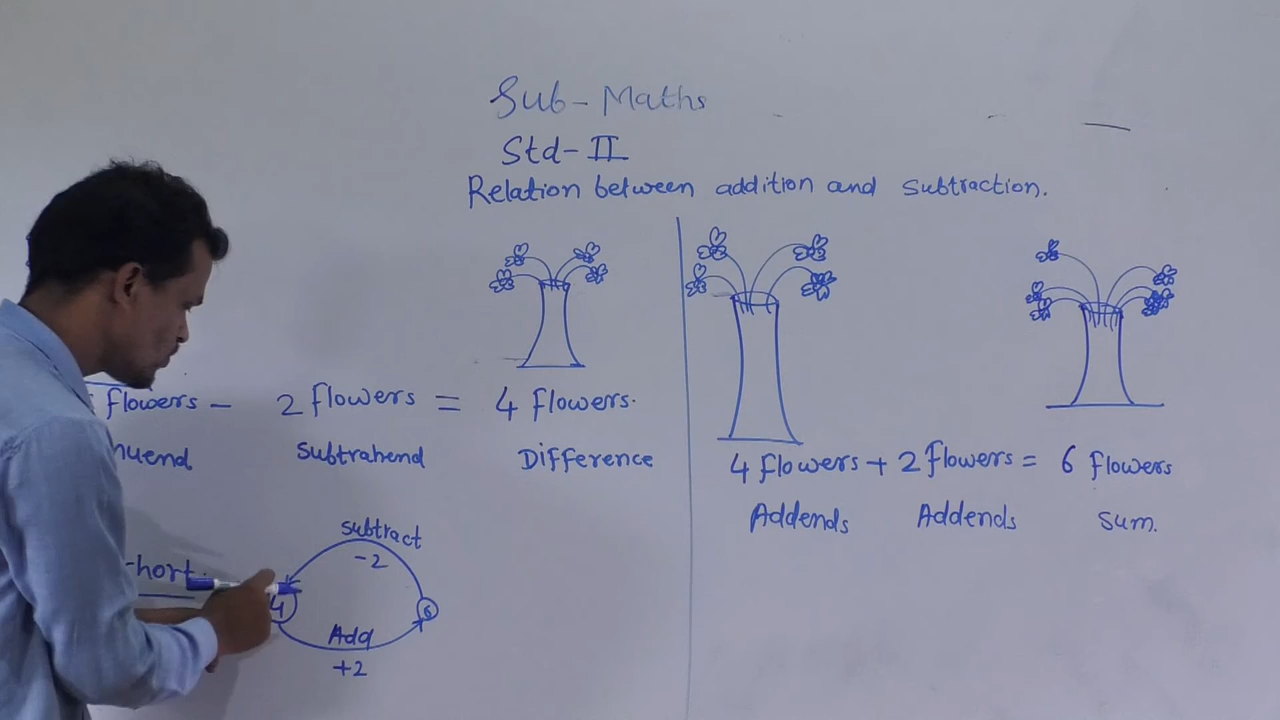 Sub - Maths
Std - II
Relation between addition and subtraction.
flowers - 2 flowers = 4 flowers.
Subtrahend Difference
4 flowers + 2 flowers = 6 flowers
Addends Addends Sum.
subtract
-2
4 6
Add
+2